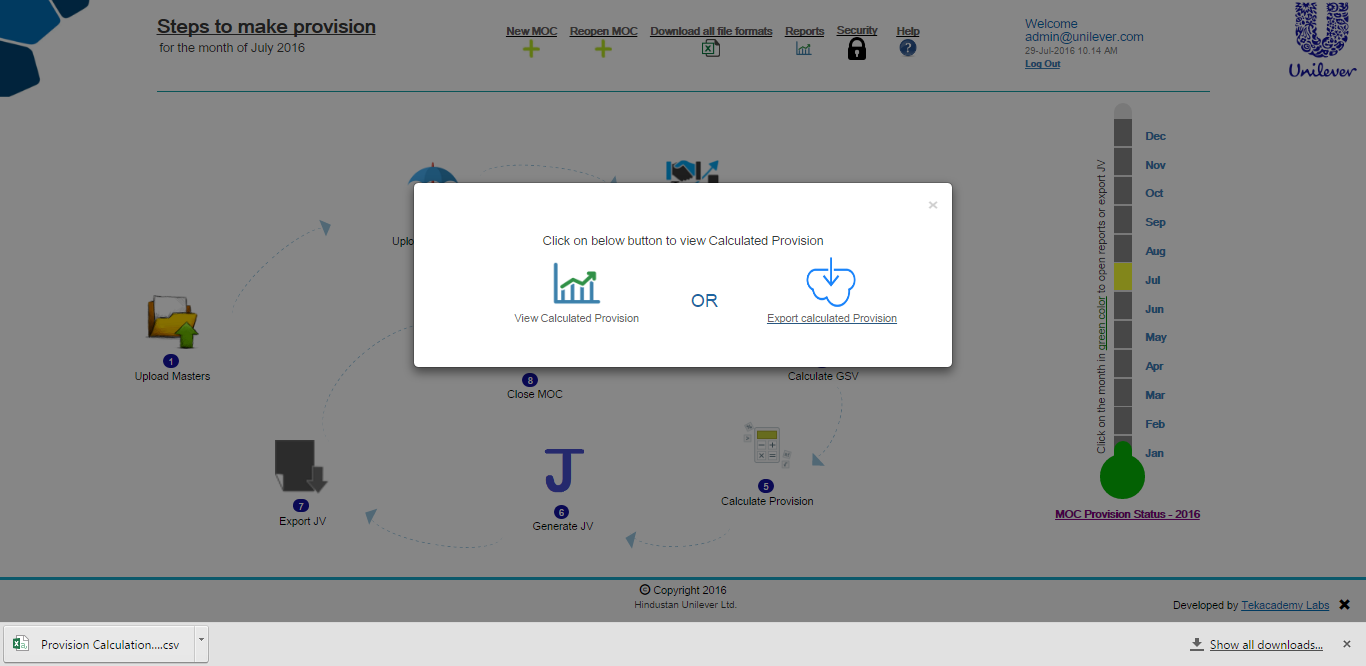 Steps to make provision
for the month of July 2016
New MOC
Reopen MOC
Download all file formats
Reports
Security
Help
Welcome
admin@unilever.com
29-Jul-2016 10.14 AM
Log Out
Unilever
Click on below button to view Calculated Provision
View Calculated Provision
OR
Export calculated Provision
Uplo
1
Upload Masters
8
Close MOC
Calculate GSV
7
Export JV
J
6
Generate JV
5
Calculate Provision
Click on the month in green color to open reports or export JV
Dec
Nov
Oct
Sep
Aug
Jul
Jun
May
Apr
Mar
Feb
Jan
MOC Provision Status - 2016
© Copyright 2016
Hindustan Unilever Ltd.
Developed by Tekacademy Labs
Provision Calculation....csv
Show all downloads...